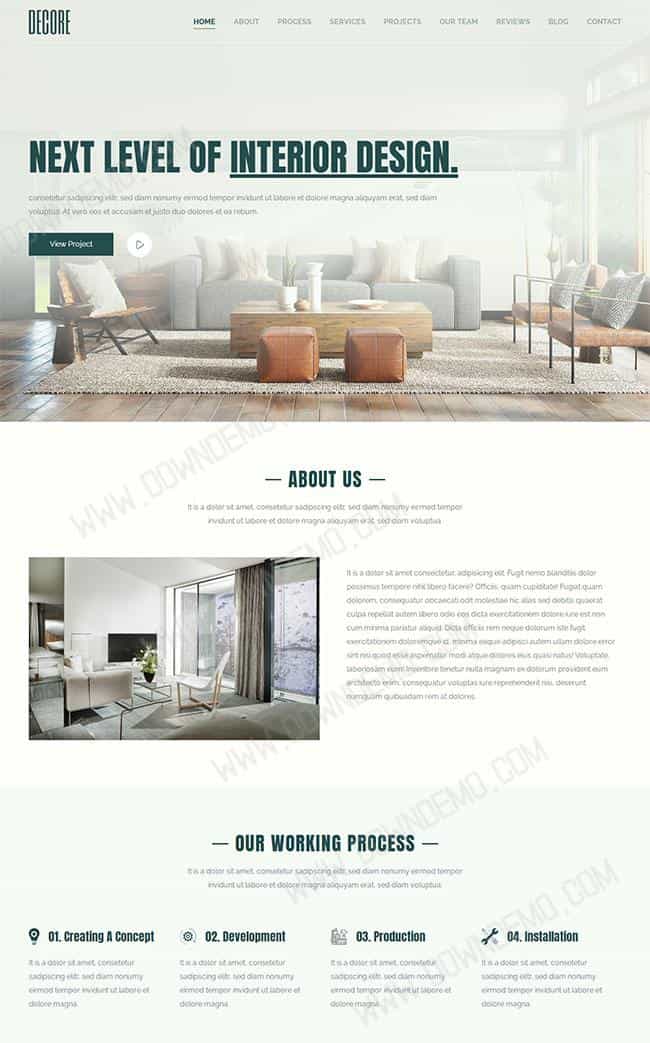 DECORE
HOME ABOUT PROCESS SERVICES PROJECTS OUR TEAM REVIEWS BLOG CONTACT
NEXT LEVEL OF INTERIOR DESIGN.
consetetur sadipscing elitr, sed diam nonumy eirmod tempor invidunt ut labore et dolore magna aliquyam erat, sed diam
voluptua. At vero eos et accusam et justo duo dolores et ea rebum.
View Project
WWW.DOWNDEMO.COM
— ABOUT US —
It is a dolor sit amet, consetetur sadipscing elitr, sed diam nonumy eirmod tempor
invidunt ut labore et dolore magna aliquyam erat, sed diam voluptua.
It is a dolor sit amet consectetur, adipisicing elit. Fugit nemo blanditiis dolor
possimus tempore nihil libero facere? Officiis, quam cupiditate! Fugiat quam
dolorem, consequatur obcaecati odit molestiae hic alias sed debitis quaerat
culpa repellat autem libero odio eos dicta exercitationem dolore iure est non
cum minima pariatur aliquid. Dicta officiis rem neque dolorum iste fugit
exercitationem doloremque id, minima eaque adipisci autem ullam dolore error
sint nisi quod esse aspernatur modi atque dolores eius quasi natus! Voluptate,
laboriosam eum! Inventore tenetur nulla magnam ex dolorum provident eum
architecto enim, consequatur voluptas iure reprehenderit nisi, deserunt
numquam quibusdam rem at dolores.
WWW.DOWNDEMO.COM
— OUR WORKING PROCESS —
It is a dolor sit amet, consetetur sadipscing elitr, sed diam nonumy eirmod tempor
invidunt ut labore et dolore magna aliquyam erat, sed diam voluptua.
WWW.DOWNDEMO.COM
01. Creating A Concept 02. Development 03. Production 04. Installation
It is a dolor sit amet, consetetur It is a dolor sit amet, consetetur It is a dolor sit amet, consetetur It is a dolor sit amet, consetetur
sadipscing elitr, sed diam nonumy sadipscing elitr, sed diam nonumy sadipscing elitr, sed diam nonumy sadipscing elitr, sed diam nonumy
eirmod tempor invidunt ut labore et eirmod tempor invidunt ut labore et eirmod tempor invidunt ut labore et eirmod tempor invidunt ut labore et
dolore magna. dolore magna. dolore magna. dolore magna.
WWW.DOWNDEMO.COM